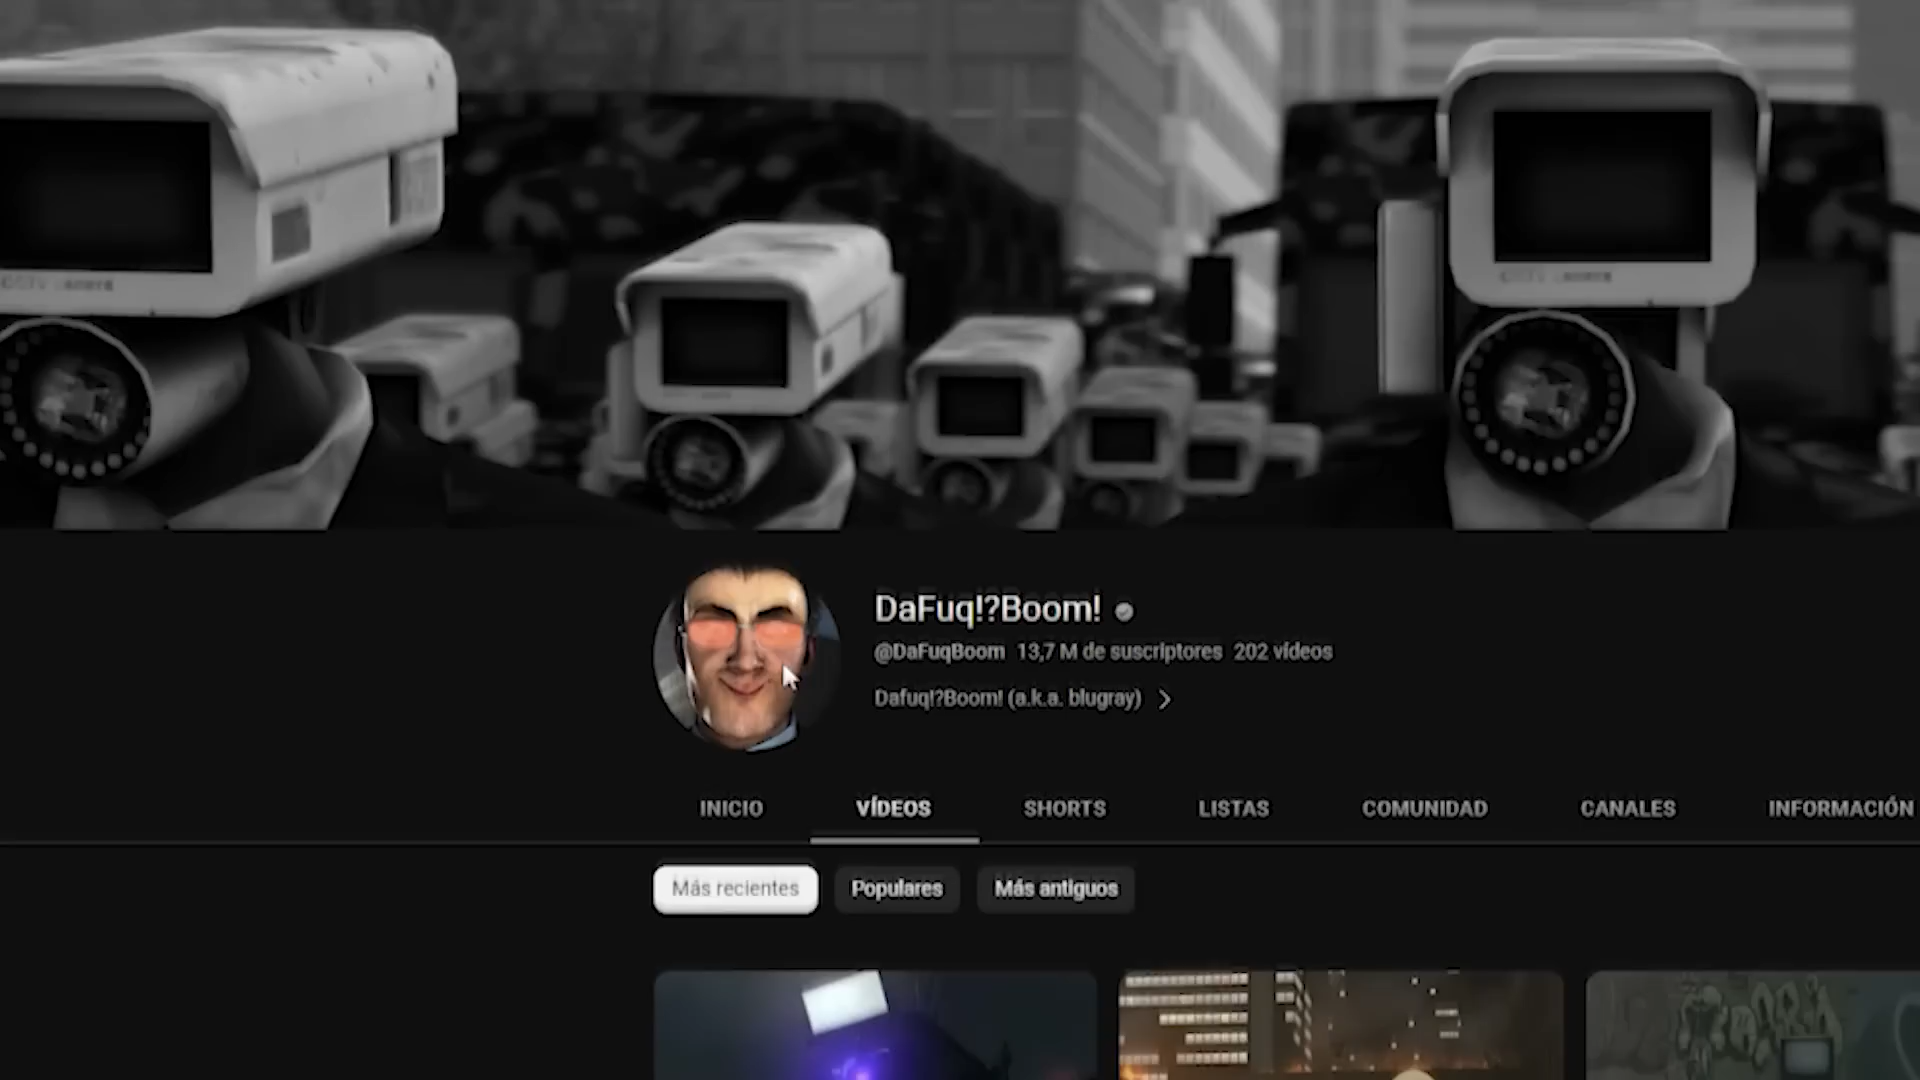 DaFuq!?Boom!
@DaFuqBoom 13,7 M de suscriptores 202 vídeos
Dafuq!?Boom! (a.k.a. blugray)
INICIO VÍDEOS SHORTS LISTAS COMUNIDAD CANALES INFORMACIÓN
Más recientes Populares Más antiguos